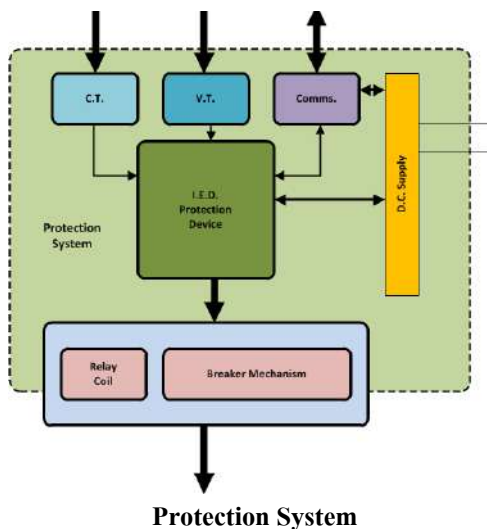 C.T.
V.T.
Comms.
I.E.D.
Protection
Device
D.C. Supply
Protection
System
Relay
Coil
Breaker Mechanism
Protection System